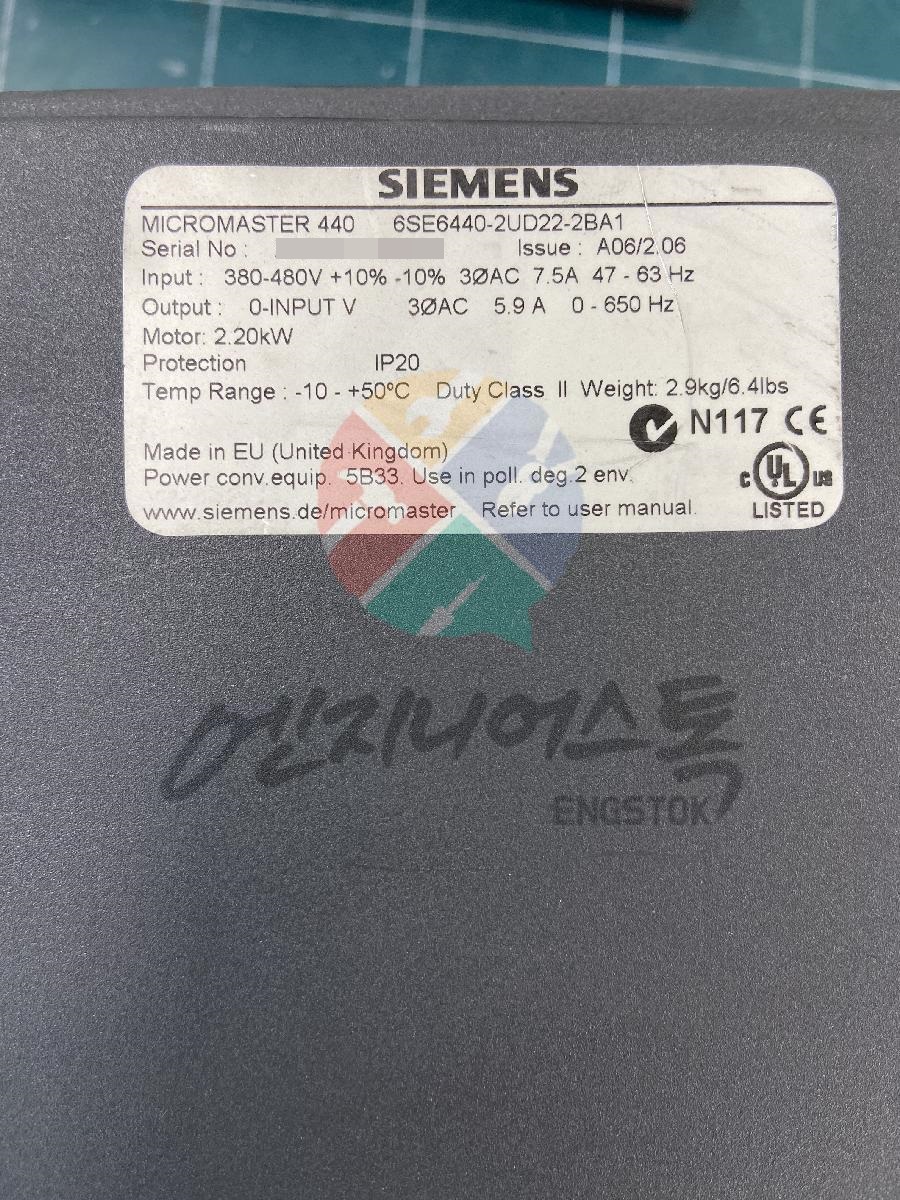 SIEMENS
MICROMASTER 440 6SE6440-2UD22-2BA1
Serial No : Issue : A06/2.06
Input : 380-480V +10% -10% 3ØAC 7.5A 47 - 63 Hz
Output : 0-INPUT V 3ØAC 5.9 A 0 - 650 Hz
Motor: 2.20kW
Protection IP20
Temp Range : -10 - +50ºC Duty Class II Weight: 2.9kg/6.4lbs
N117 CE
Made in EU (United Kingdom)
Power conv.equip. 5B33. Use in poll. deg.2 env.
C UL US
www.siemens.de/micromaster Refer to user manual.
LISTED
엔지니어스톡
ENGSTOK